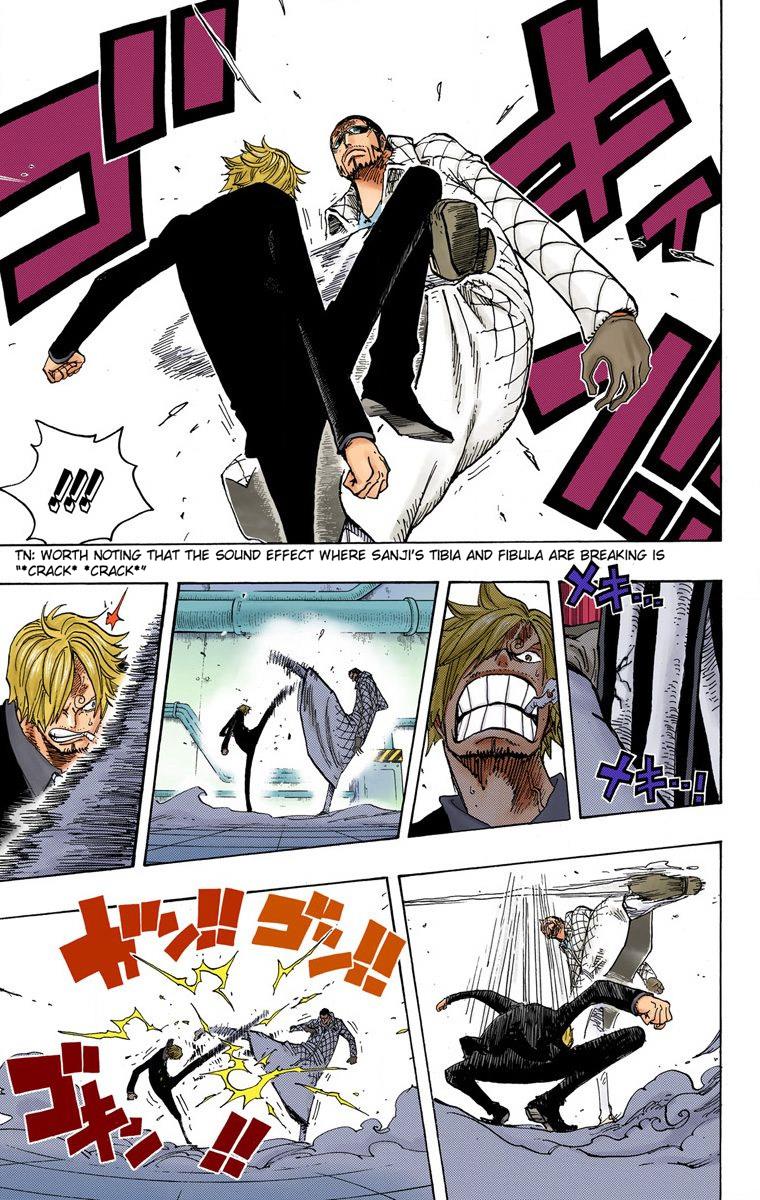 ゴキィン!!
!!!
TN: WORTH NOTING THAT THE SOUND EFFECT WHERE SANJI'S TIBIA AND FIBULA ARE BREAKING IS
"*CRACK* *CRACK*"
メキ...
メキ...!
ガン!!
ゴン!!
ゴキン!!